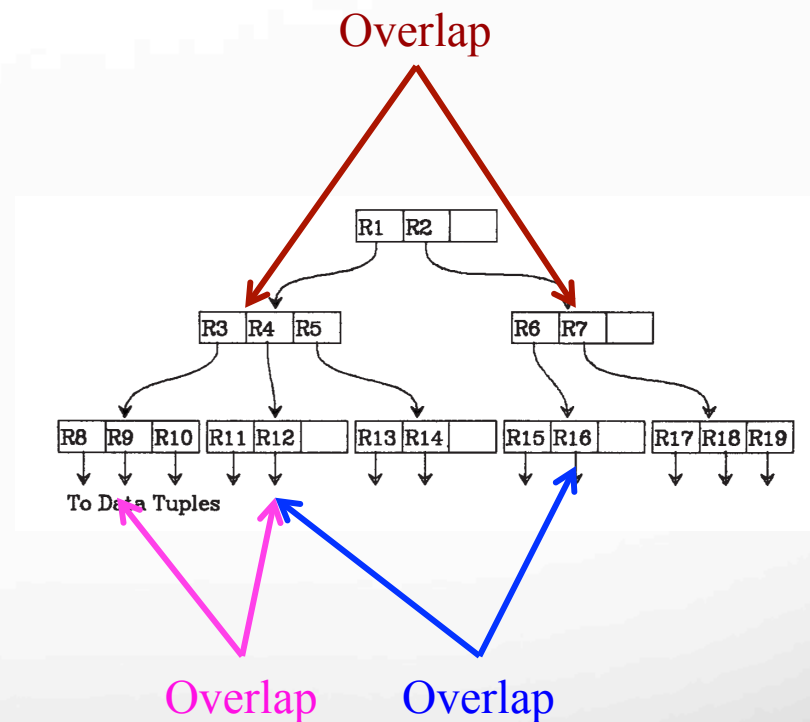 Overlap
R1 R2
R3 R4 R5
R6 R7
R8 R9 R10
R11 R12
R13 R14
R15 R16
R17 R18 R19
To Data Tuples
Overlap
Overlap